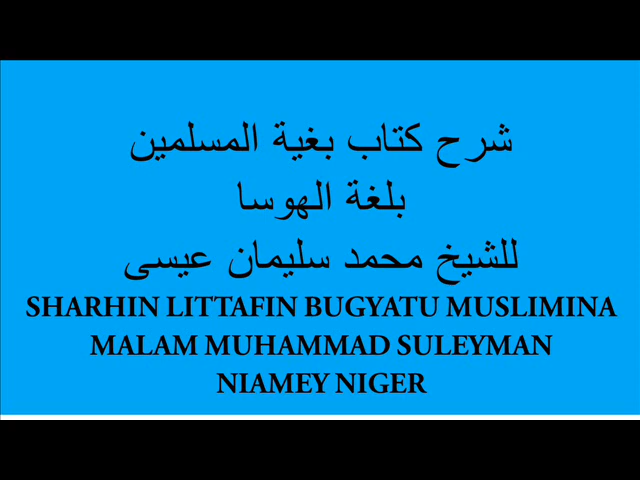 شرح كتاب بغية المسلمين
بلغة الهوسا
للشيخ محمد سليمان عيسى
SHARHIN LITTAFIN BUGYATU MUSLIMINA
MALAM MUHAMMAD SULEYMAN
NIAMEY NIGER